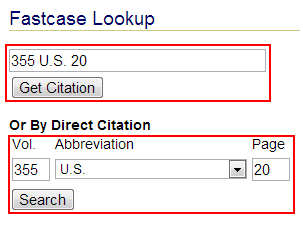 Fastcase Lookup
355 U.S. 20
Get Citation
Or By Direct Citation
Vol. Abbreviation Page
355 U.S. 20
Search